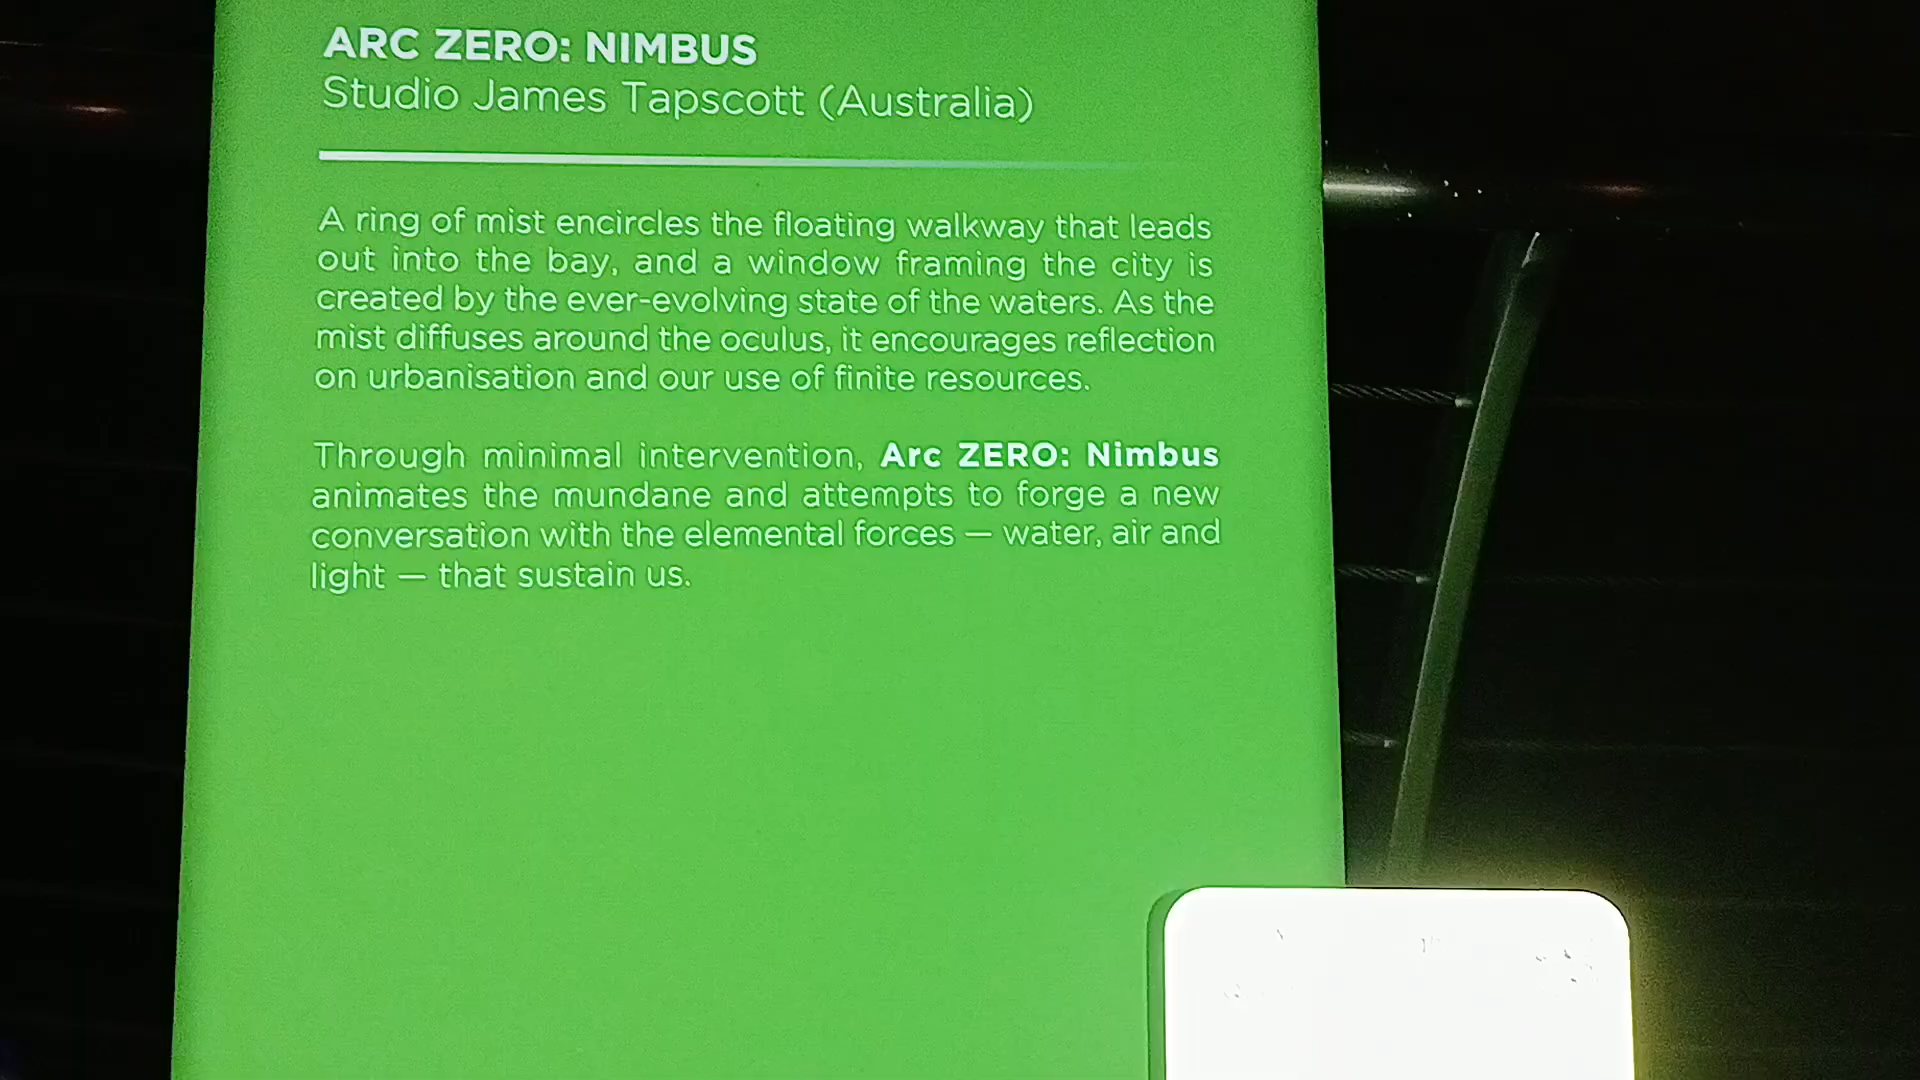 ARC ZERO: NIMBUS
Studio James Tapscott (Australia)
A ring of mist encircles the floating walkway that leads
out into the bay, and a window framing the city is
created by the ever-evolving state of the waters. As the
mist diffuses around the oculus, it encourages reflection
on urbanisation and our use of finite resources.
Through minimal intervention, Arc ZERO: Nimbus
animates the mundane and attempts to forge a new
conversation with the elemental forces — water, air and
light — that sustain us.